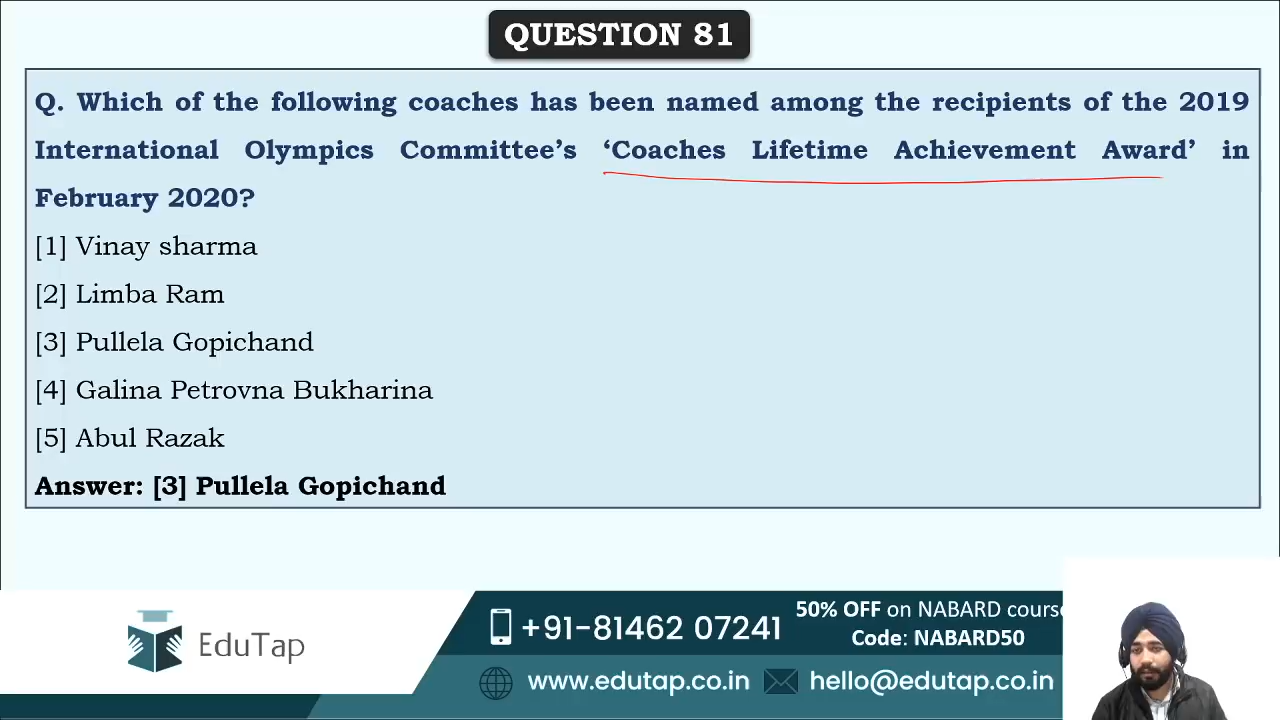 QUESTION 81
Q. Which of the following coaches has been named among the recipients of the 2019
International Olympics Committee's ‘Coaches Lifetime Achievement Award’ in
February 2020?
[1] Vinay sharma
[2] Limba Ram
[3] Pullela Gopichand
[4] Galina Petrovna Bukharina
[5] Abul Razak
Answer: [3] Pullela Gopichand
EduTap
+91-81462 07241
50% OFF on NABARD course
Code: NABARD50
www.edutap.co.in
hello@edutap.co.in